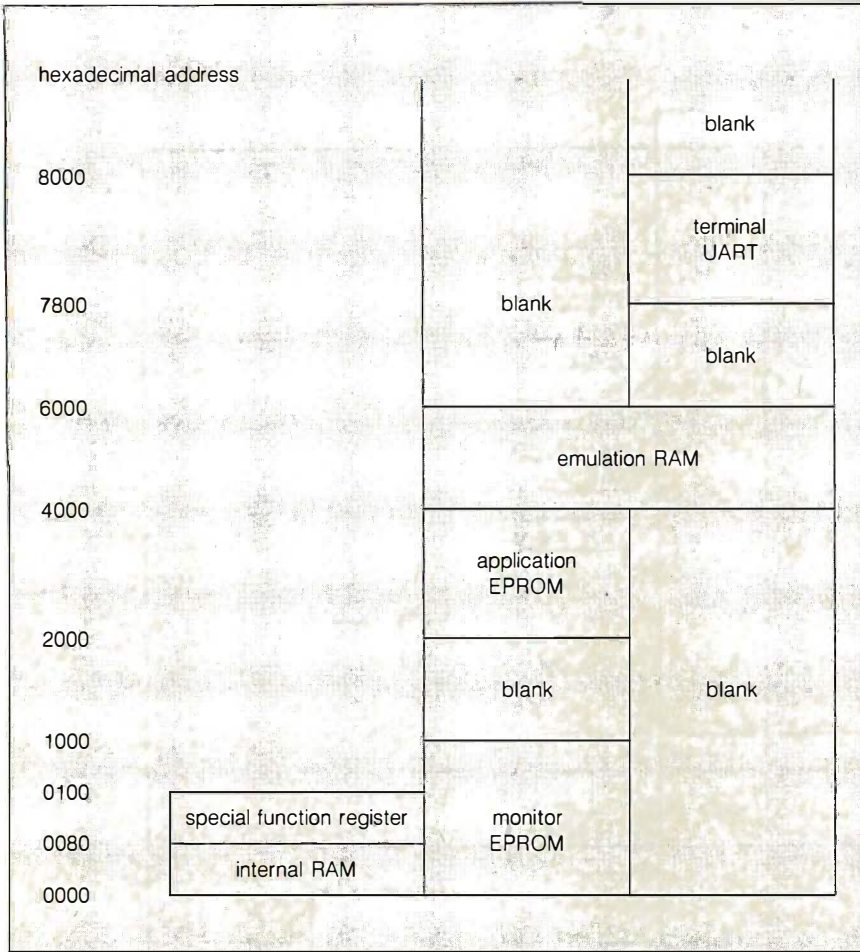 hexadecimal address
blank
8000
terminal
UART
7800
blank
blank
6000
emulation RAM
4000
application
EPROM
2000
blank
blank
1000
0100
special function register
monitor
EPROM
0080
internal RAM
0000